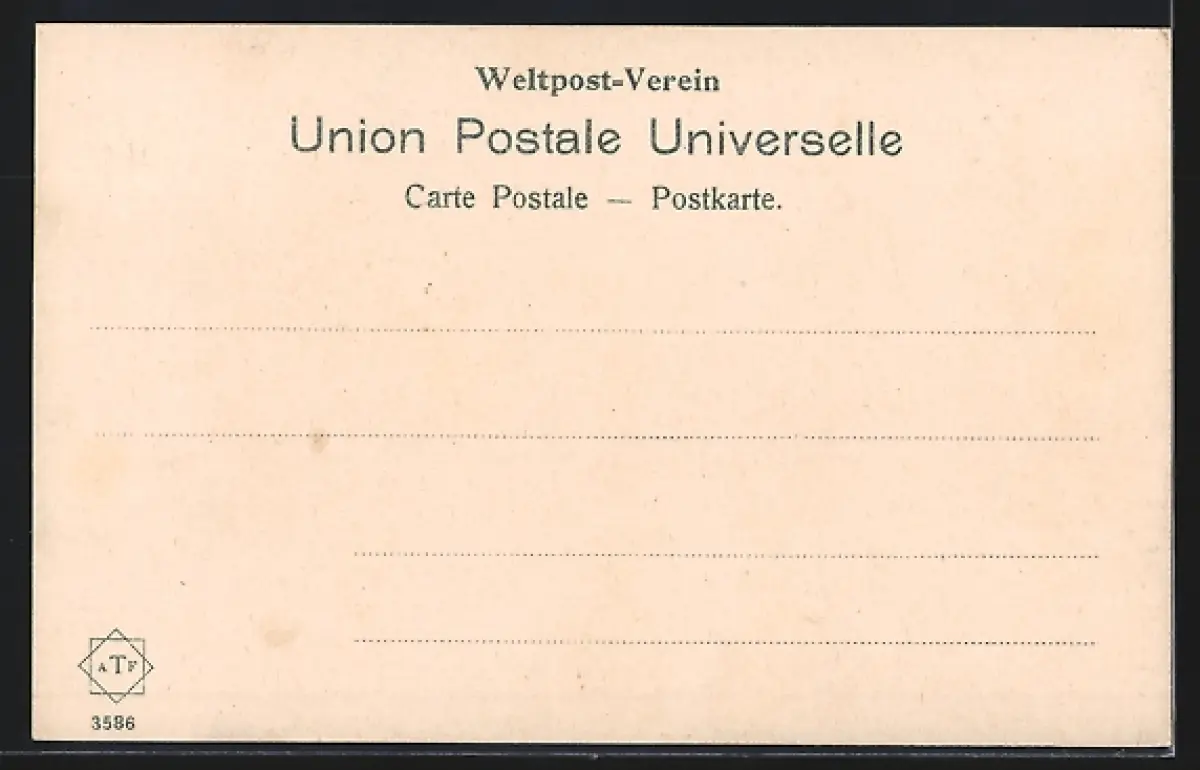 Weltpost-Verein
Union Postale Universelle
Carte Postale — Postkarte.
ATF
3586